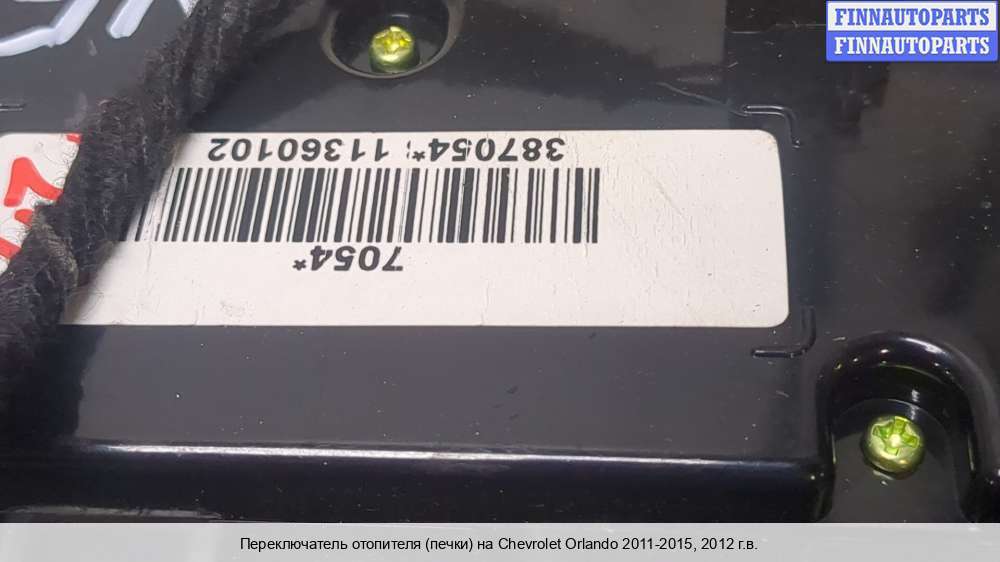 FINNAUTOPARTS
FINNAUTOPARTS
387054*: 11360102
7054*
Переключатель отопителя (печки) на Chevrolet Orlando 2011-2015, 2012 г.в.